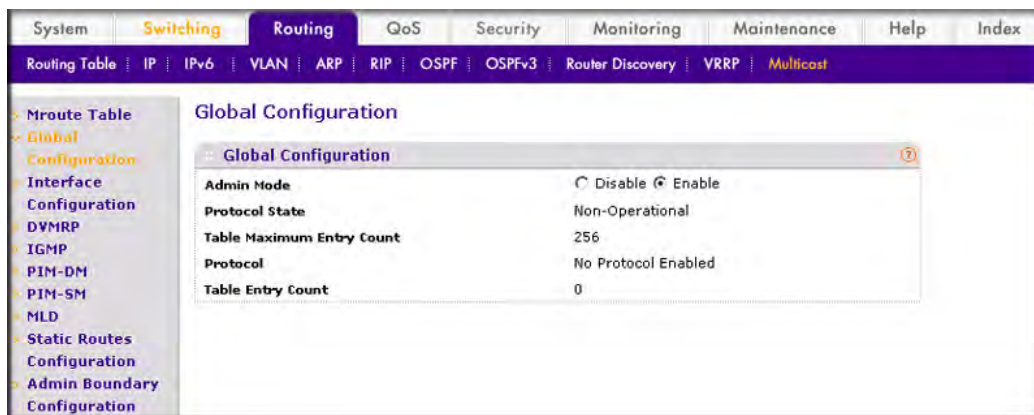 System Switching Routing QoS Security Monitoring Maintenance Help Index
Routing Table IP IPv6 VLAN ARP RIP OSPF OSPFv3 Router Discovery VRRP Multicast
Mroute Table
Global
Configuration
Interface
Configuration
DVMRP
IGMP
PIM-DM
PIM-SM
MLD
Static Routes
Configuration
Admin Boundary
Configuration
Global Configuration
Global Configuration ?
Admin Mode Disable Enable
Protocol State Non-Operational
Table Maximum Entry Count 256
Protocol No Protocol Enabled
Table Entry Count 0